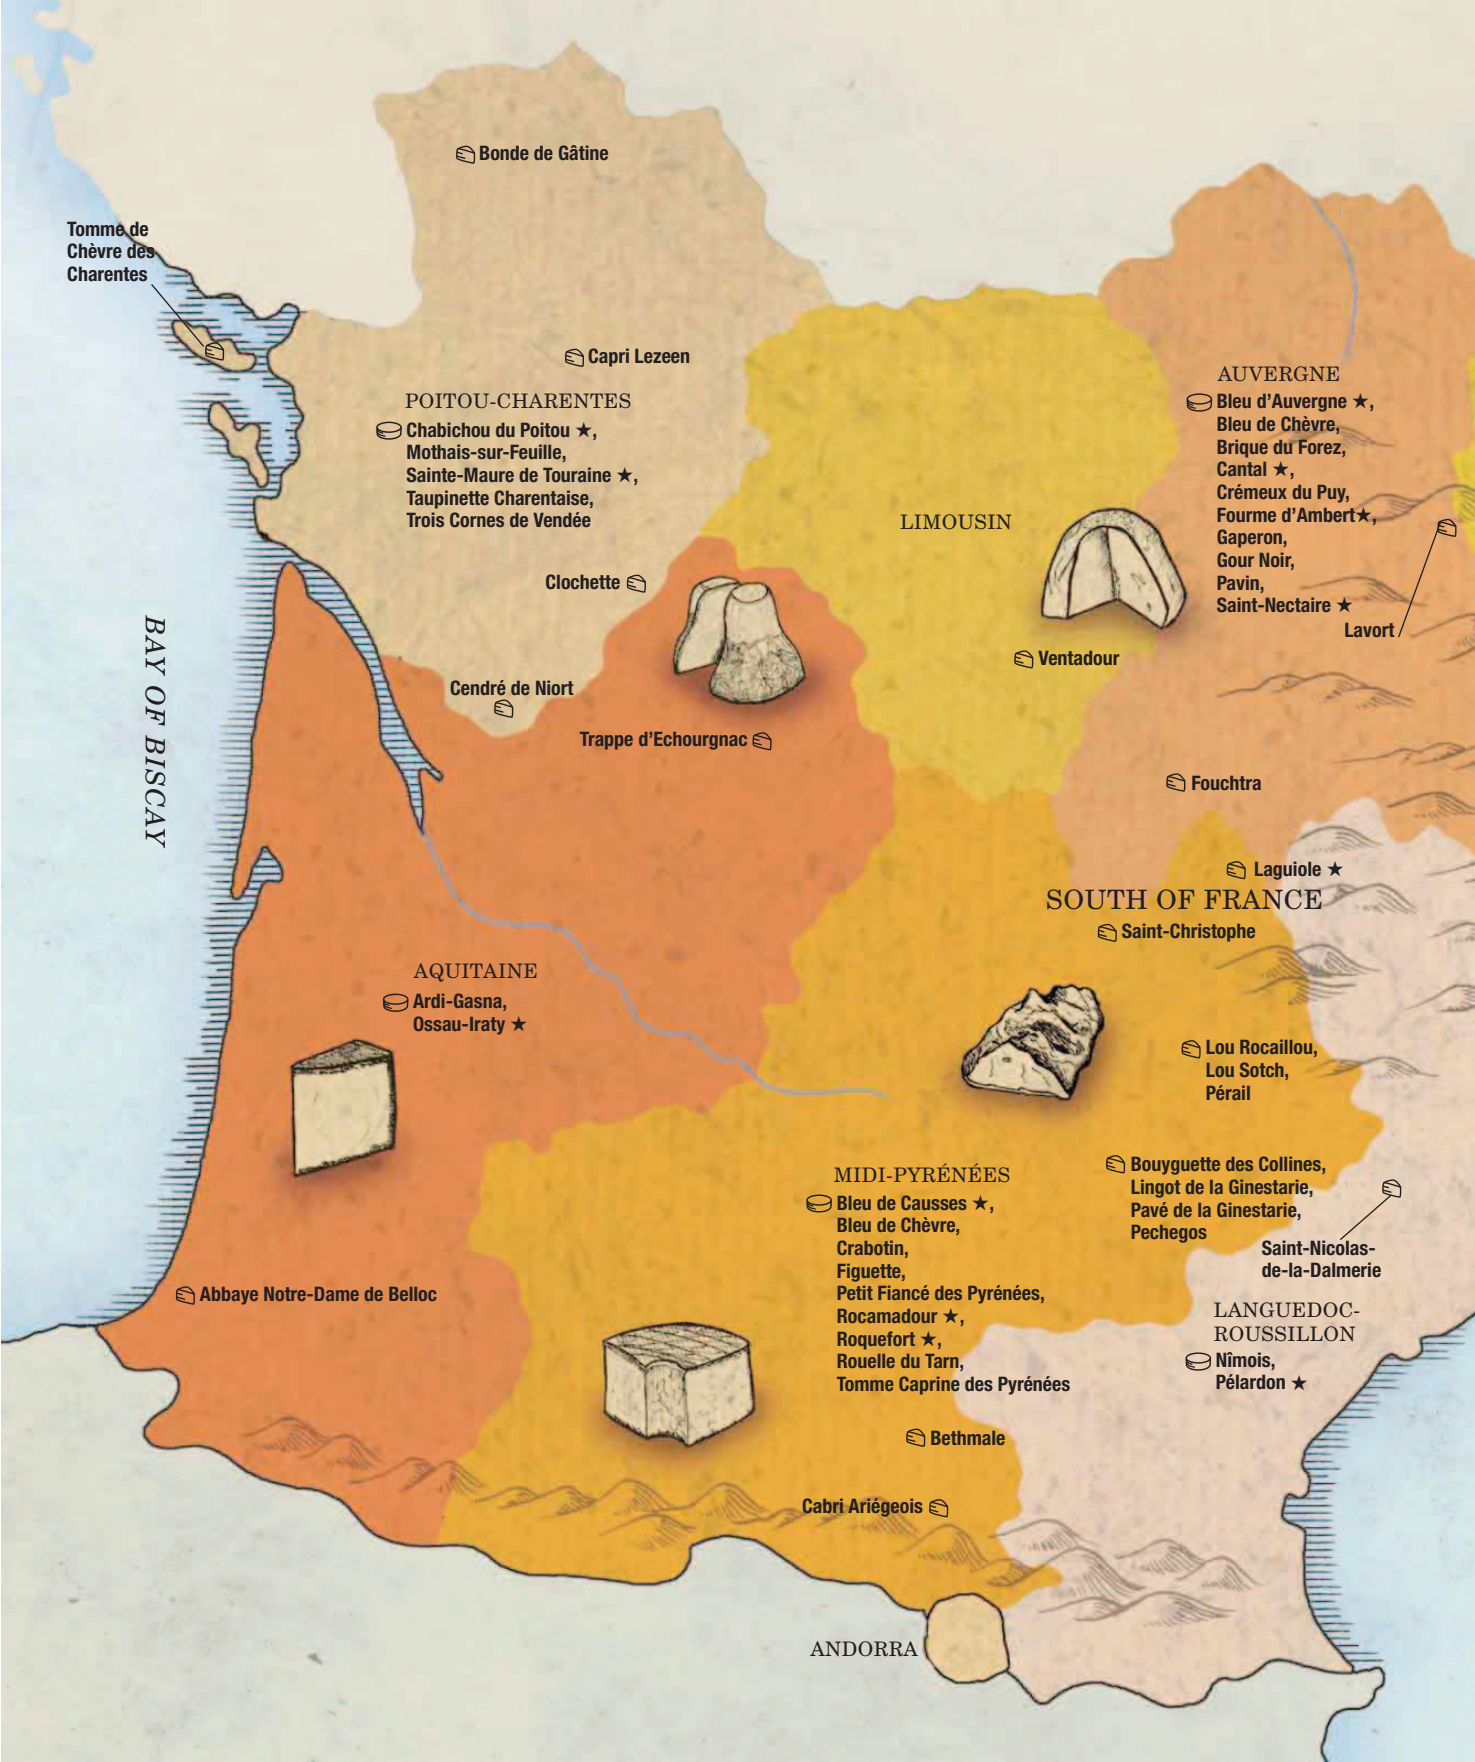 Bonde de Gâtine
Tomme de
Chèvre des
Charentes
Capri Lezeen
POITOU-CHARENTES
Chabichou du Poitou ★,
Mothais-sur-Feuille,
Sainte-Maure de Touraine ★,
Taupinette Charentaise,
Trois Cornes de Vendée
Clochette
Cendré de Niort
AUVERGNE
Bleu d'Auvergne ★,
Bleu de Chèvre,
Brique du Forez,
Cantal ★,
Crémeux du Puy,
Fourme d'Ambert★,
Gaperon,
Gour Noir,
Pavin,
Saint-Nectaire ★
Lavort
LIMOUSIN
Ventadour
Trappe d'Echourgnac
Fouchtra
BAY OF BISCAY
Laguiole ★
SOUTH OF FRANCE
Saint-Christophe
AQUITAINE
Ardi-Gasna,
Ossau-Iraty ★
Lou Rocaillou,
Lou Sotch,
Pérail
Bouyguette des Collines,
Lingot de la Ginestarie,
Pavé de la Ginestarie,
Pechegos
MIDI-PYRÉNÉES
Bleu de Causses ★,
Bleu de Chèvre,
Crabotin,
Figuette,
Petit Fiancé des Pyrénées,
Rocamadour ★,
Roquefort ★,
Rouelle du Tarn,
Tomme Caprine des Pyrénées
Saint-Nicolas-
de-la-Dalmerie
Abbaye Notre-Dame de Belloc
LANGUEDOC-
ROUSSILLON
Nîmois,
Pélardon ★
Bethmale
Cabri Ariégeois
ANDORRA